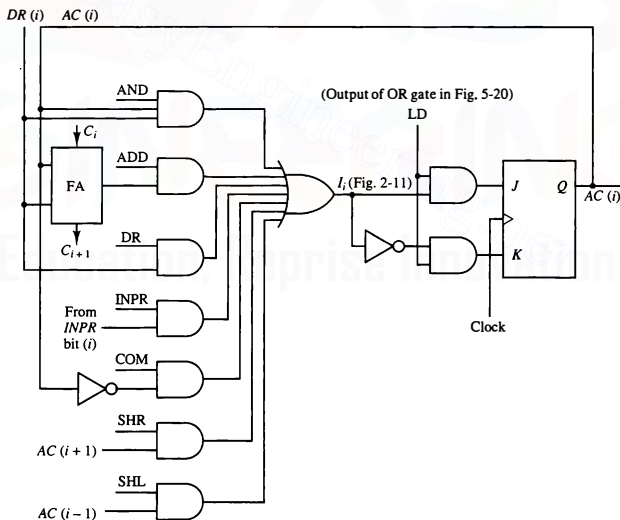 DR (i) AC (i)
AND
(Output of OR gate in Fig. 5-20)
LD
C_i
ADD
FA
I_i (Fig. 2-11)
J Q
AC (i)
C_{i+1}
DR
K
INPR
From
INPR
bit (i)
Clock
COM
SHR
AC (i + 1)
SHL
AC (i − 1)